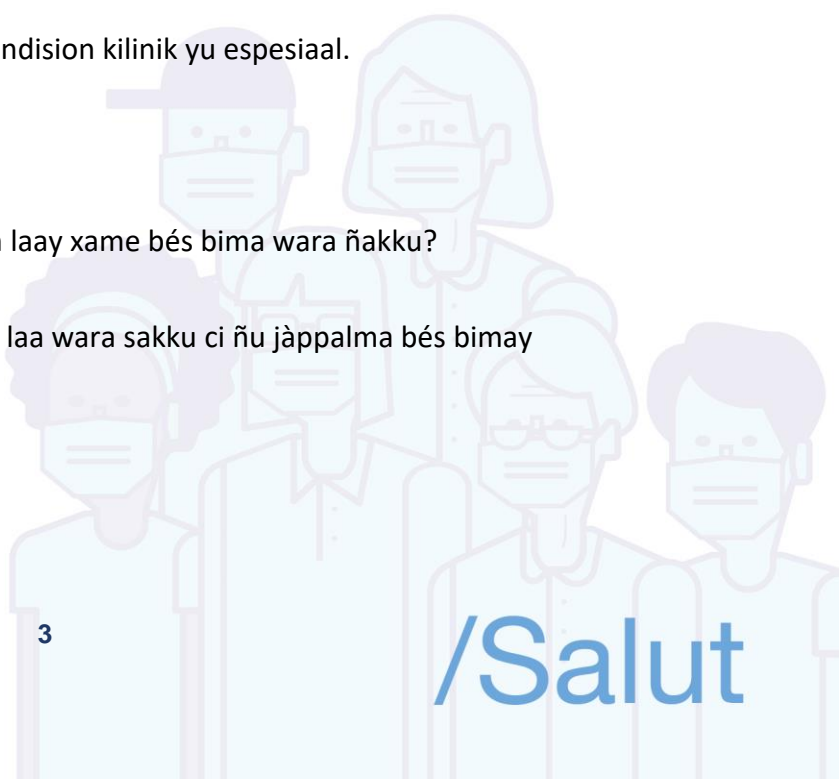 ndision kilinik yu espesiaal.
laay xame bés bima wara ñakku?
laa wara sakku ci ñu jàppalma bés bimay
3
/Salut